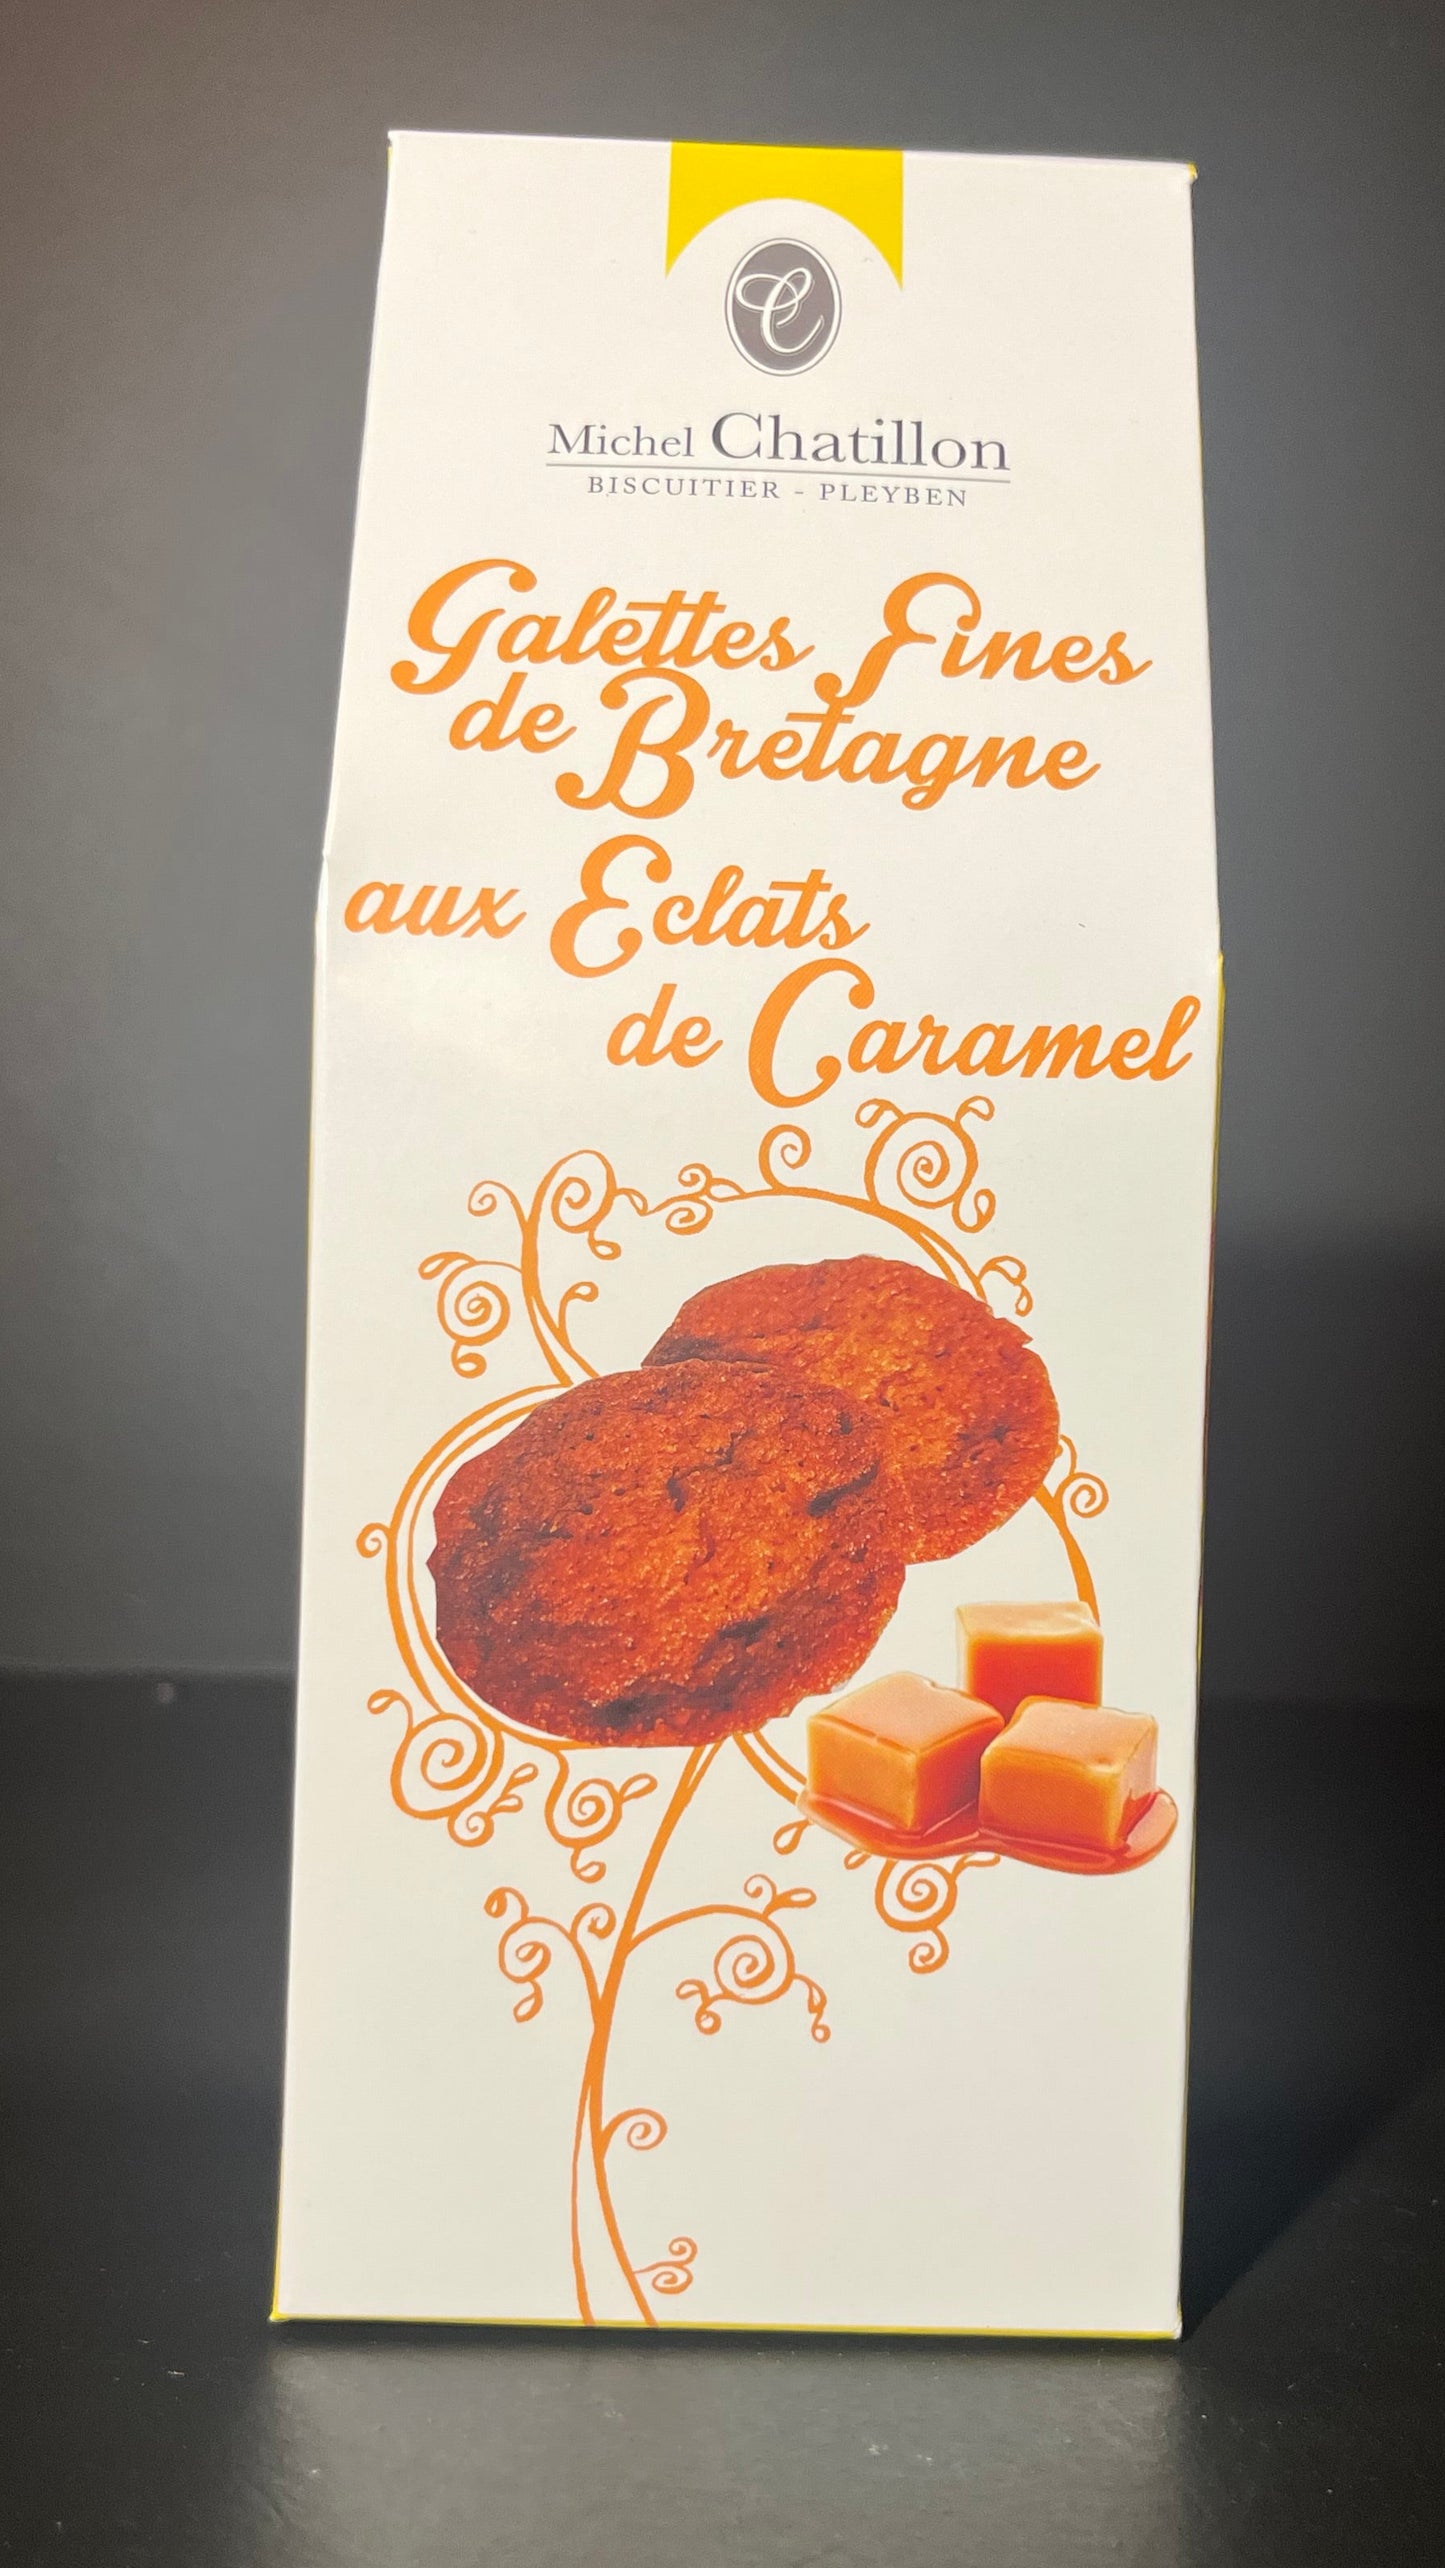 C
Michel Chatillon
BISCUITIER - PLEYBEN
Galettes Fines
de Bretagne
aux Eclats
de Caramel